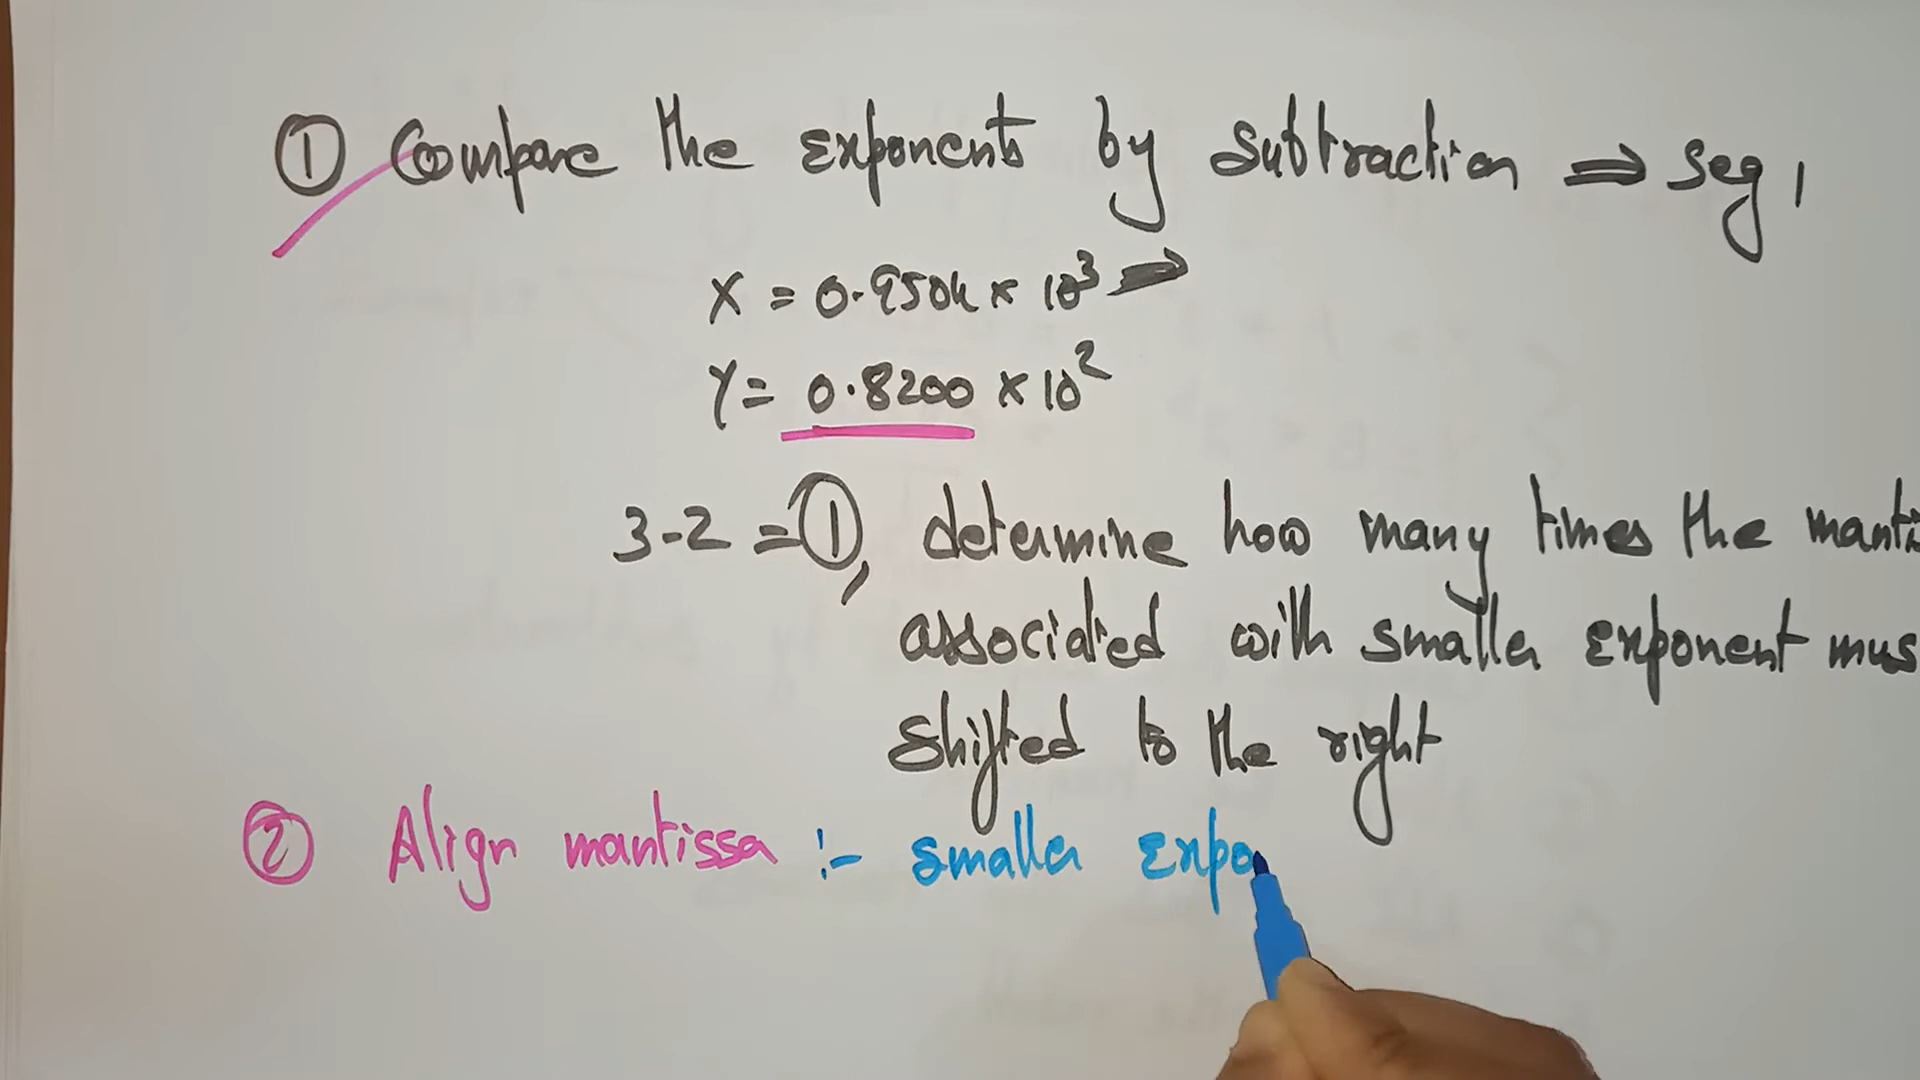 ① Compare the exponents by subtraction ⇒ Seg 1
X = 0.9504 × 10³ ⇒
Y = 0.8200 × 10²
3-2 = ①, determine how many times the manti
associated with smaller exponent mus
shifted to the right
② Align mantissa :- smaller Expo